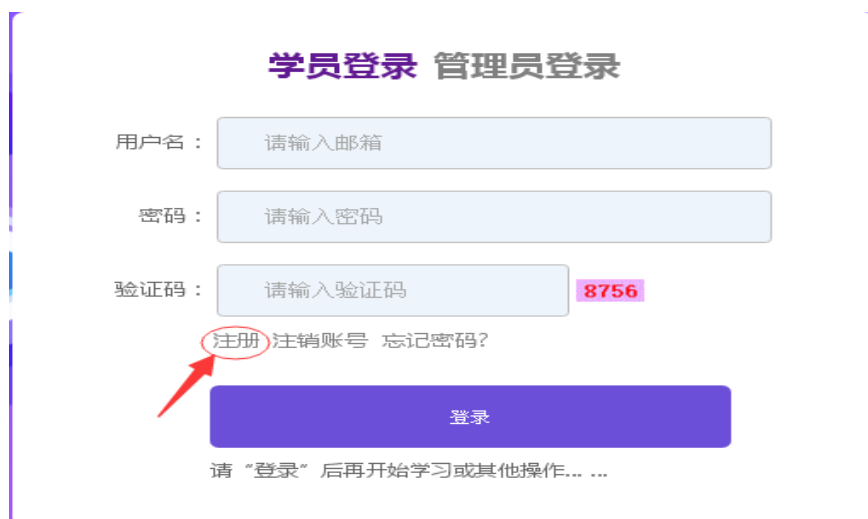 学员登录 管理员登录
用户名： 请输入邮箱
密码： 请输入密码
验证码： 请输入验证码 8756
注册 注销账号 忘记密码?
登录
请“登录”后再开始学习或其他操作... ...